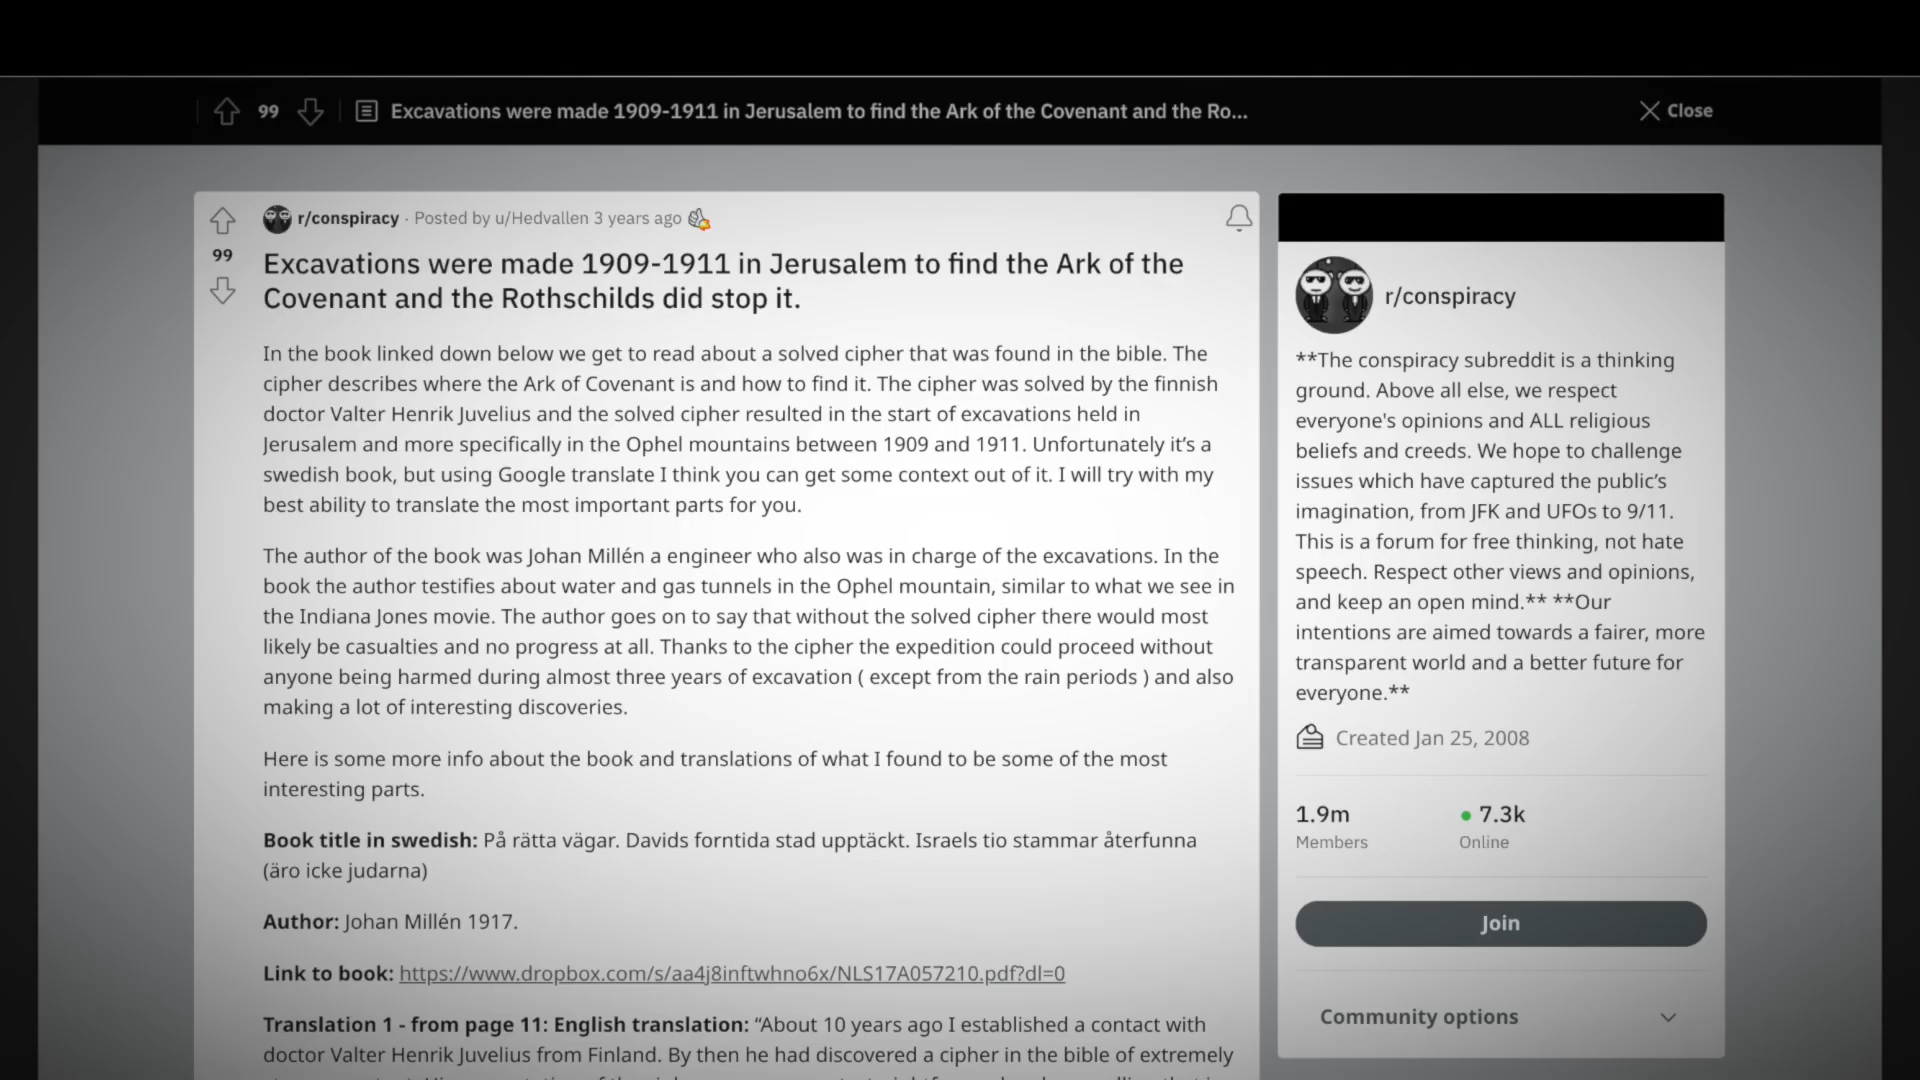 99
Excavations were made 1909-1911 in Jerusalem to find the Ark of the Covenant and the Ro...
Close
r/conspiracy · Posted by u/Hedvallen 3 years ago
99
Excavations were made 1909-1911 in Jerusalem to find the Ark of the
Covenant and the Rothschilds did stop it.
In the book linked down below we get to read about a solved cipher that was found in the bible. The
cipher describes where the Ark of Covenant is and how to find it. The cipher was solved by the finnish
doctor Valter Henrik Juvelius and the solved cipher resulted in the start of excavations held in
Jerusalem and more specifically in the Ophel mountains between 1909 and 1911. Unfortunately it's a
swedish book, but using Google translate I think you can get some context out of it. I will try with my
best ability to translate the most important parts for you.
The author of the book was Johan Millén a engineer who also was in charge of the excavations. In the
book the author testifies about water and gas tunnels in the Ophel mountain, similar to what we see in
the Indiana Jones movie. The author goes on to say that without the solved cipher there would most
likely be casualties and no progress at all. Thanks to the cipher the expedition could proceed without
anyone being harmed during almost three years of excavation ( except from the rain periods ) and also
making a lot of interesting discoveries.
Here is some more info about the book and translations of what I found to be some of the most
interesting parts.
Book title in swedish: På rätta vägar. Davids forntida stad upptäckt. Israels tio stammar återfunna
(äro icke judarna)
Author: Johan Millén 1917.
Link to book: https://www.dropbox.com/s/aa4j8inftwhno6x/NLS17A057210.pdf?dl=0
Translation 1 - from page 11: English translation: “About 10 years ago I established a contact with
doctor Valter Henrik Juvelius from Finland. By then he had discovered a cipher in the bible of extremely
r/conspiracy
**The conspiracy subreddit is a thinking
ground. Above all else, we respect
everyone's opinions and ALL religious
beliefs and creeds. We hope to challenge
issues which have captured the public’s
imagination, from JFK and UFOs to 9/11.
This is a forum for free thinking, not hate
speech. Respect other views and opinions,
and keep an open mind.** **Our
intentions are aimed towards a fairer, more
transparent world and a better future for
everyone.**
Created Jan 25, 2008
1.9m
7.3k
Members
Online
Join
Community options